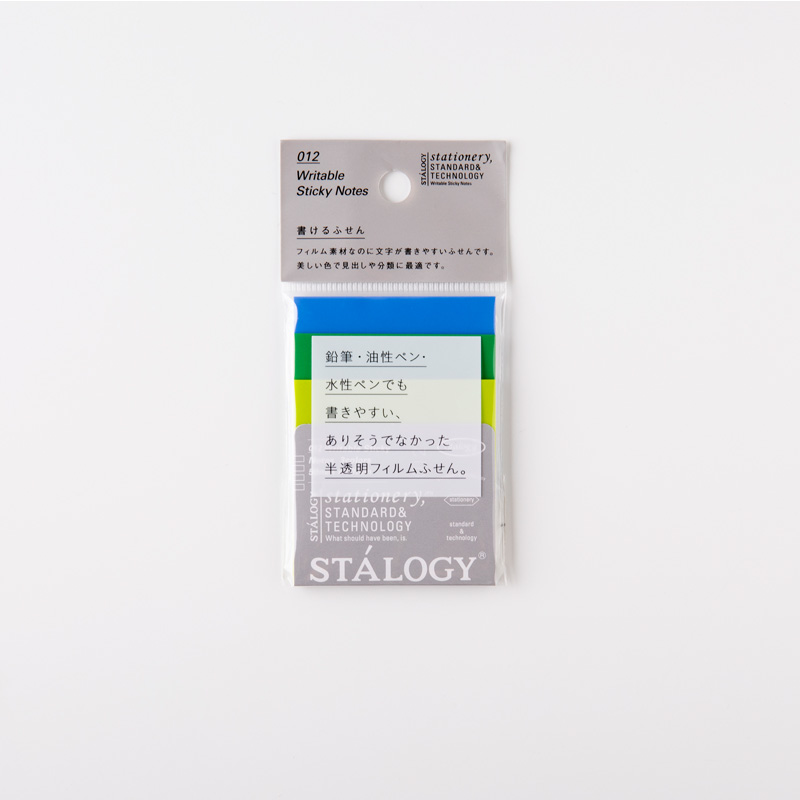 012
Writable
Sticky Notes
STÁLOGY
stationery,
STANDARD&
TECHNOLOGY
Writable Sticky Notes
書けるふせん
フィルム素材なのに文字が書きやすいふせんです。
美しい色で見出しや分類に最適です。
鉛筆・油性ペン・
水性ペンでも
書きやすい、
ありそうでなかった
半透明フィルムふせん。
STÁLOGY
stationery,
STANDARD&
TECHNOLOGY
What should have been, is.
stationery
standard
&
technology
STÁLOGY®